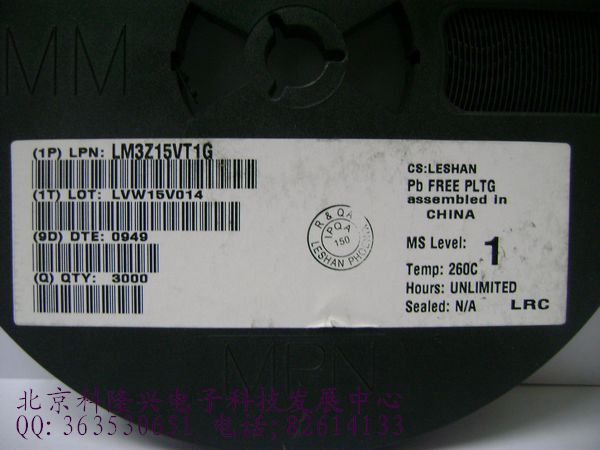 MM
(1P) LPN: LM3Z15VT1G
(1T) LOT: LVW15V014
(9D) DTE: 0949
(Q) QTY: 3000
R & QA
IPQA
150
LESHAN
CS:LESHAN
Pb FREE PLTG
assembled in
CHINA
MS Level: 1
Temp: 260C
Hours: UNLIMITED
Sealed: N/A LRC
MPN
北京科隆兴电子科技发展中心
QQ:363530651 电话;82614133